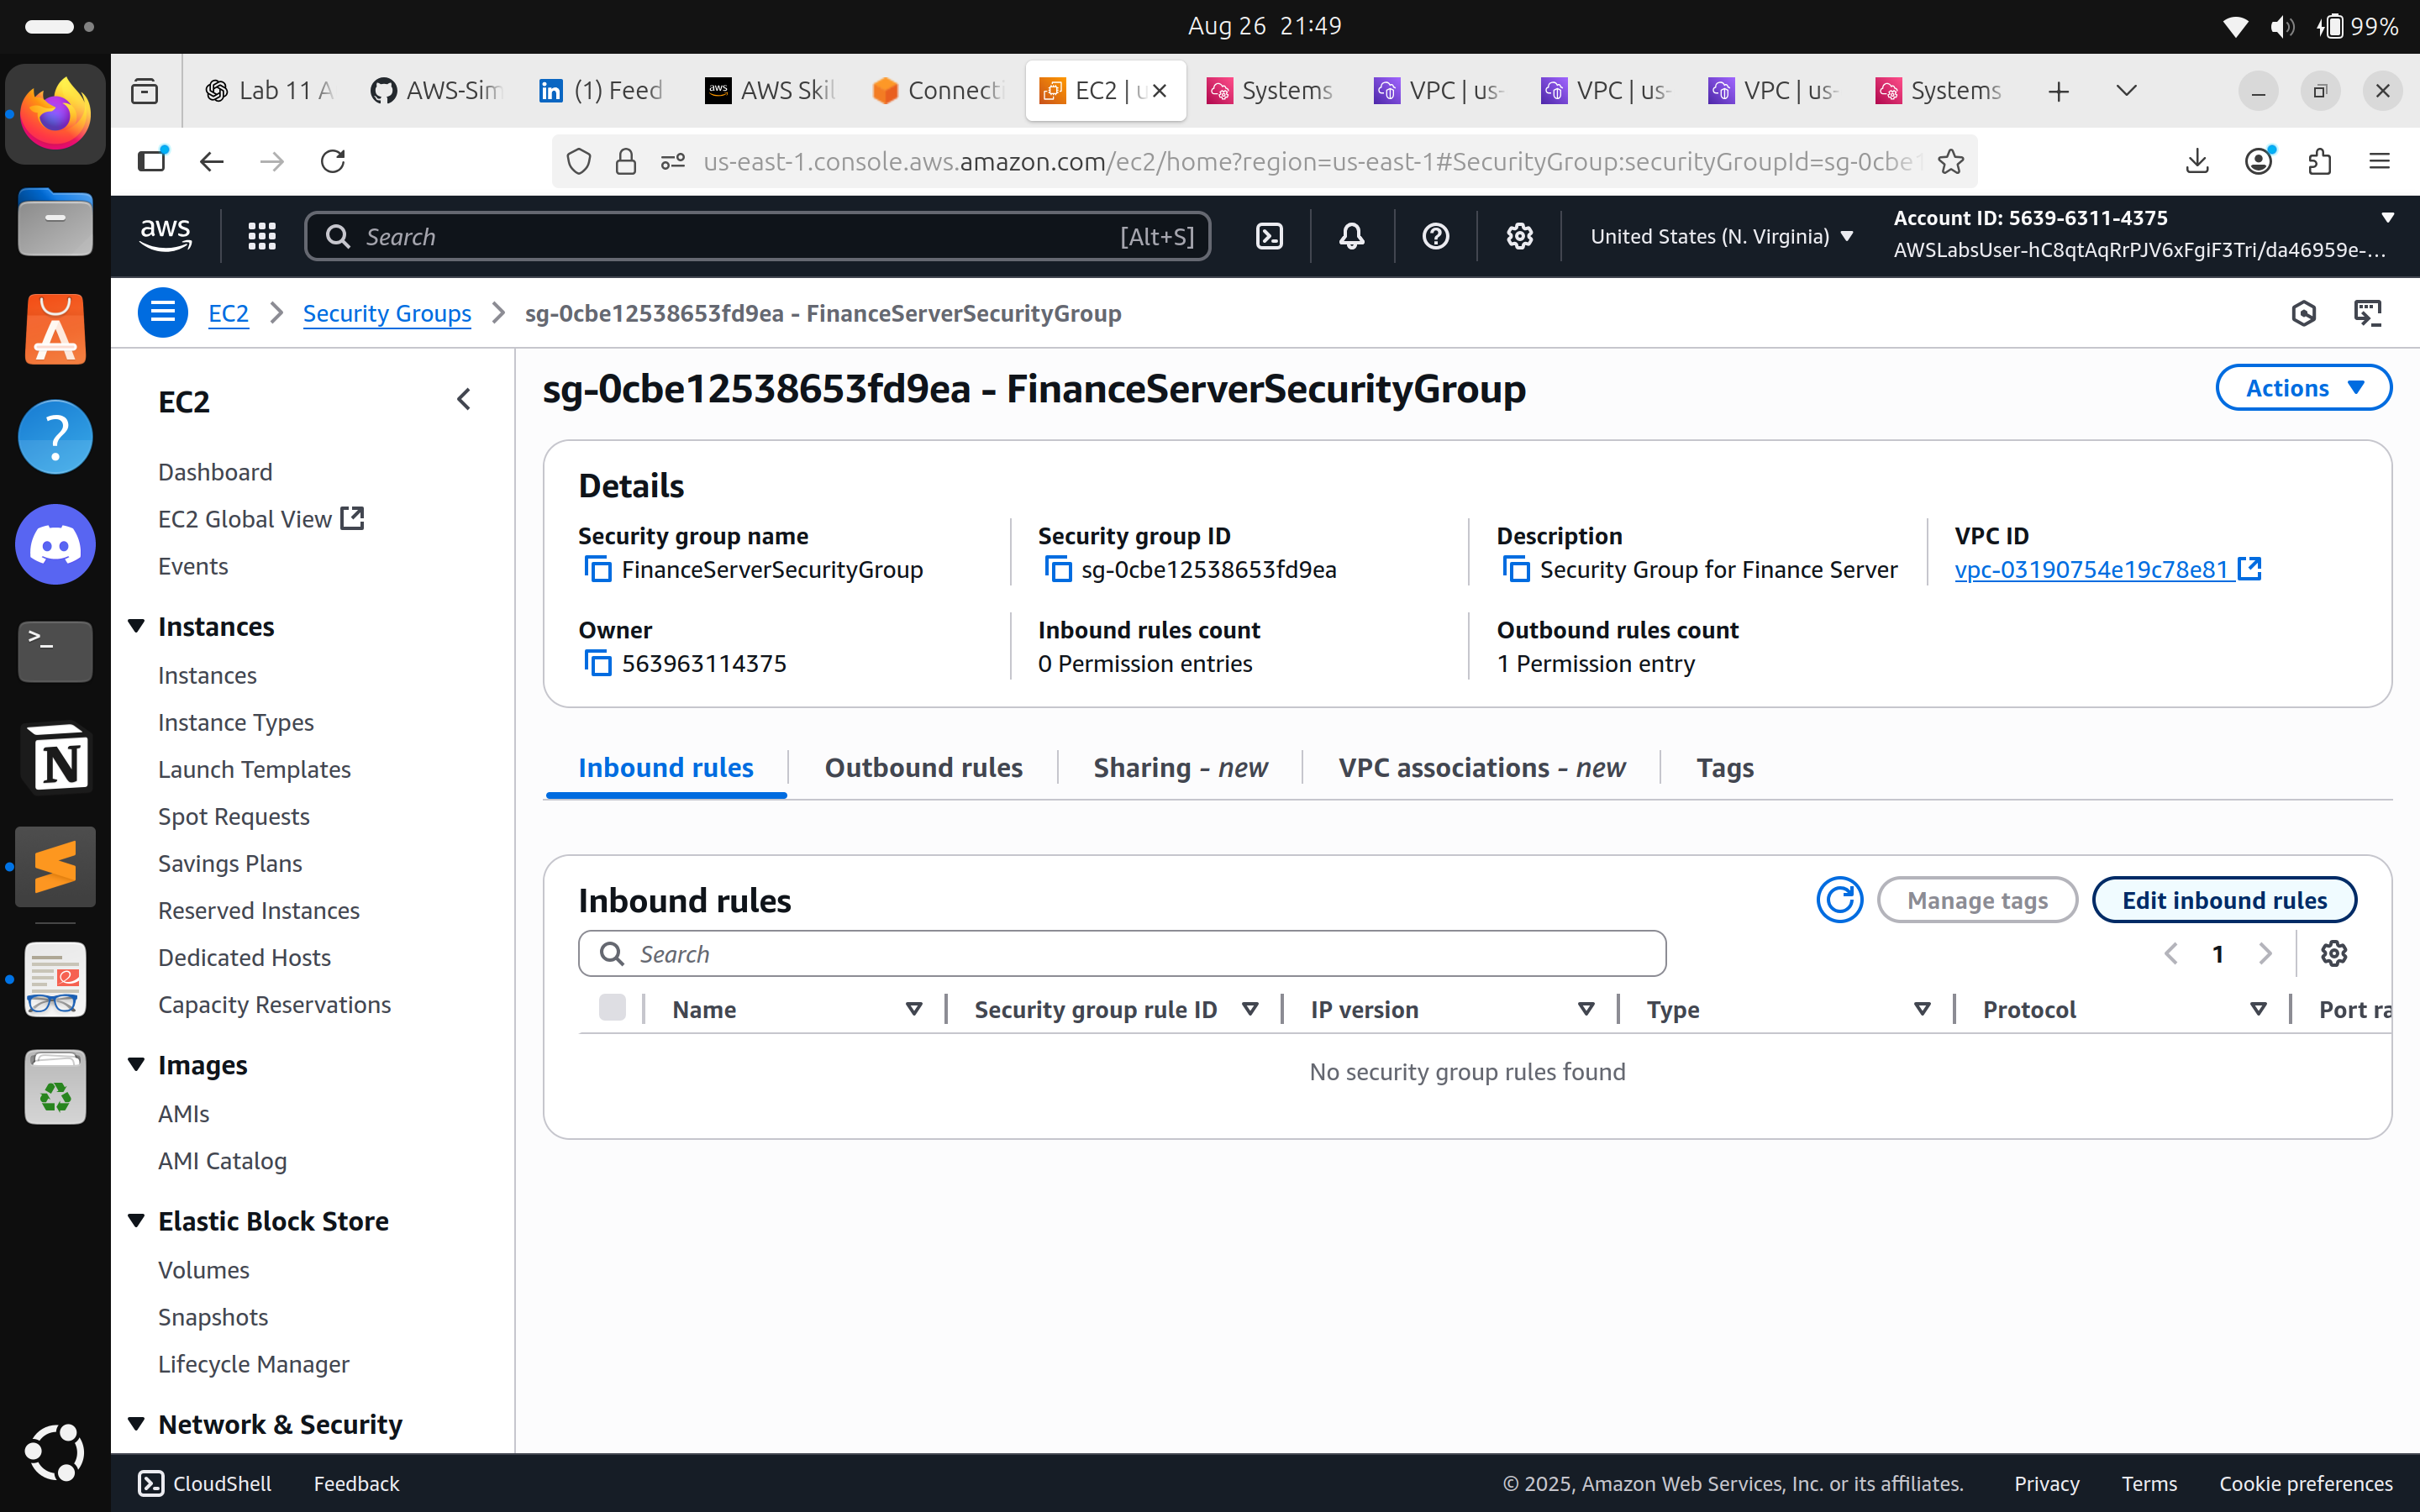 Aug 26 21:49
99%
Lab 11 A
AWS-Sim
(1) Feed
AWS Skil
Connecti
EC2 | u
Systems
VPC | us-
VPC | us-
VPC | us-
Systems
us-east-1.console.aws.amazon.com/ec2/home?region=us-east-1#SecurityGroup:securityGroupId=sg-0cbe1
aws
Search
[Alt+S]
United States (N. Virginia)
Account ID: 5639-6311-4375
AWSLabsUser-hC8qtAqRrPJV6xFgiF3Tri/da46959e-...
EC2
Security Groups
sg-0cbe12538653fd9ea - FinanceServerSecurityGroup
EC2
Dashboard
EC2 Global View
Events
Instances
Instances
Instance Types
Launch Templates
Spot Requests
Savings Plans
Reserved Instances
Dedicated Hosts
Capacity Reservations
Images
AMIs
AMI Catalog
Elastic Block Store
Volumes
Snapshots
Lifecycle Manager
Network & Security
sg-0cbe12538653fd9ea - FinanceServerSecurityGroup
Actions
Details
Security group name
FinanceServerSecurityGroup
Security group ID
sg-0cbe12538653fd9ea
Description
Security Group for Finance Server
VPC ID
vpc-03190754e19c78e81
Owner
563963114375
Inbound rules count
0 Permission entries
Outbound rules count
1 Permission entry
Inbound rules
Outbound rules
Sharing - new
VPC associations - new
Tags
Inbound rules
Manage tags
Edit inbound rules
Search
1
Name
Security group rule ID
IP version
Type
Protocol
Port ra
No security group rules found
CloudShell
Feedback
© 2025, Amazon Web Services, Inc. or its affiliates.
Privacy
Terms
Cookie preferences